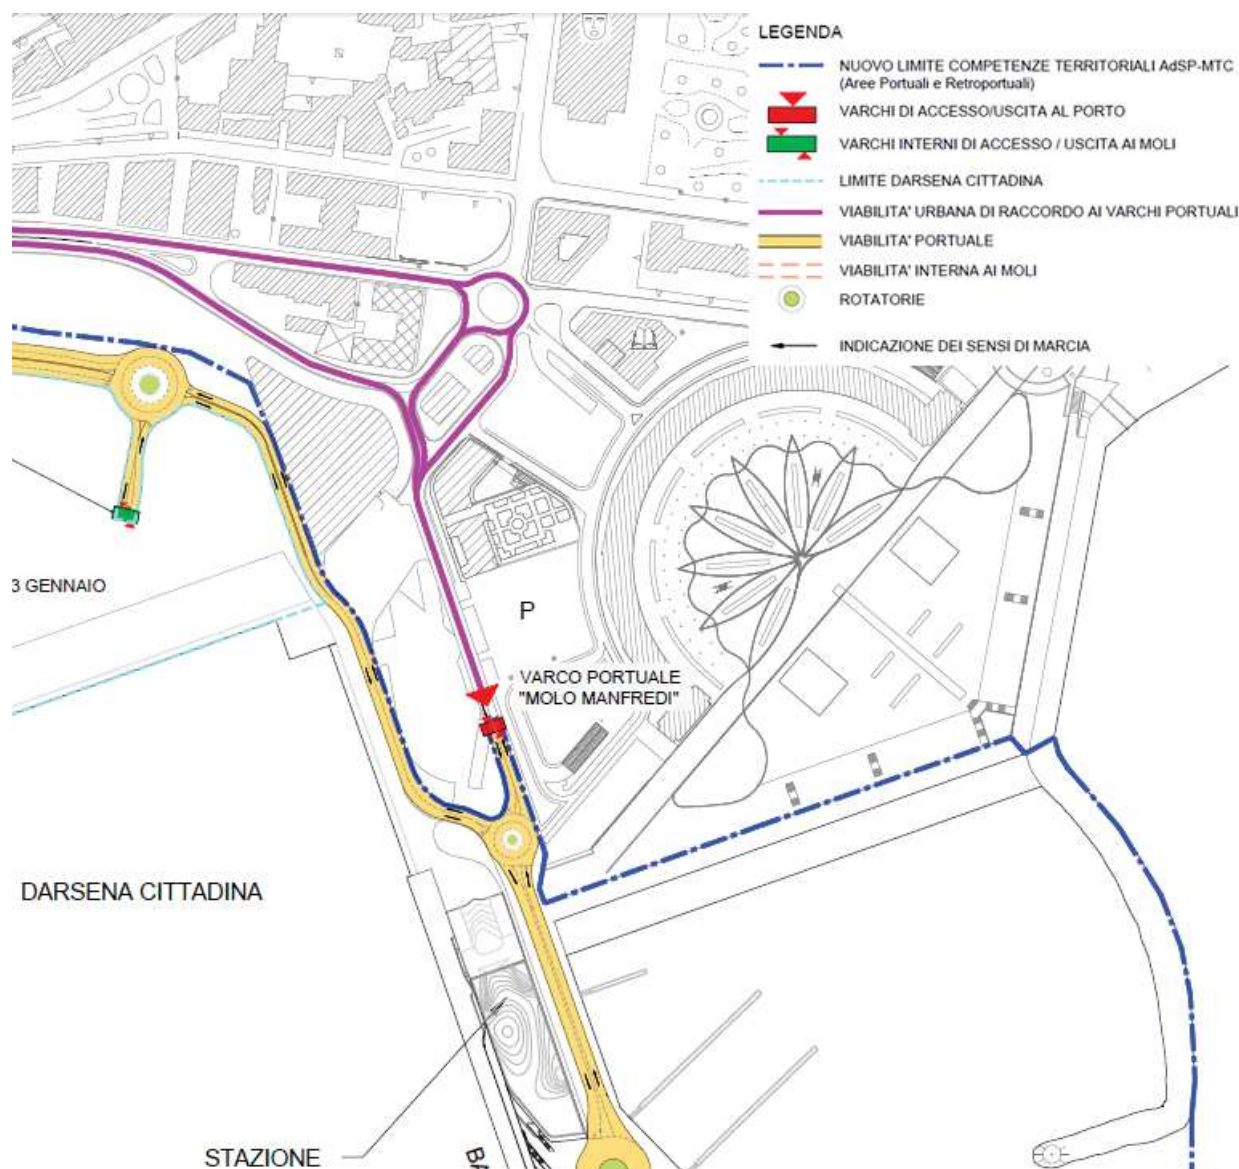 LEGENDA
NUOVO LIMITE COMPETENZE TERRITORIALI AdSP-MTC
(Aree Portuali e Retroportuali)
VARCHI DI ACCESSO/USCITA AL PORTO
VARCHI INTERNI DI ACCESSO / USCITA AI MOLI
LIMITE DARSENA CITTADINA
VIABILITA' URBANA DI RACCORDO AI VARCHI PORTUALI
VIABILITA' PORTUALE
VIABILITA' INTERNA AI MOLI
ROTATORIE
INDICAZIONE DEI SENSI DI MARCIA
3 GENNAIO
P
VARCO PORTUALE
"MOLO MANFREDI"
DARSENA CITTADINA
STAZIONE